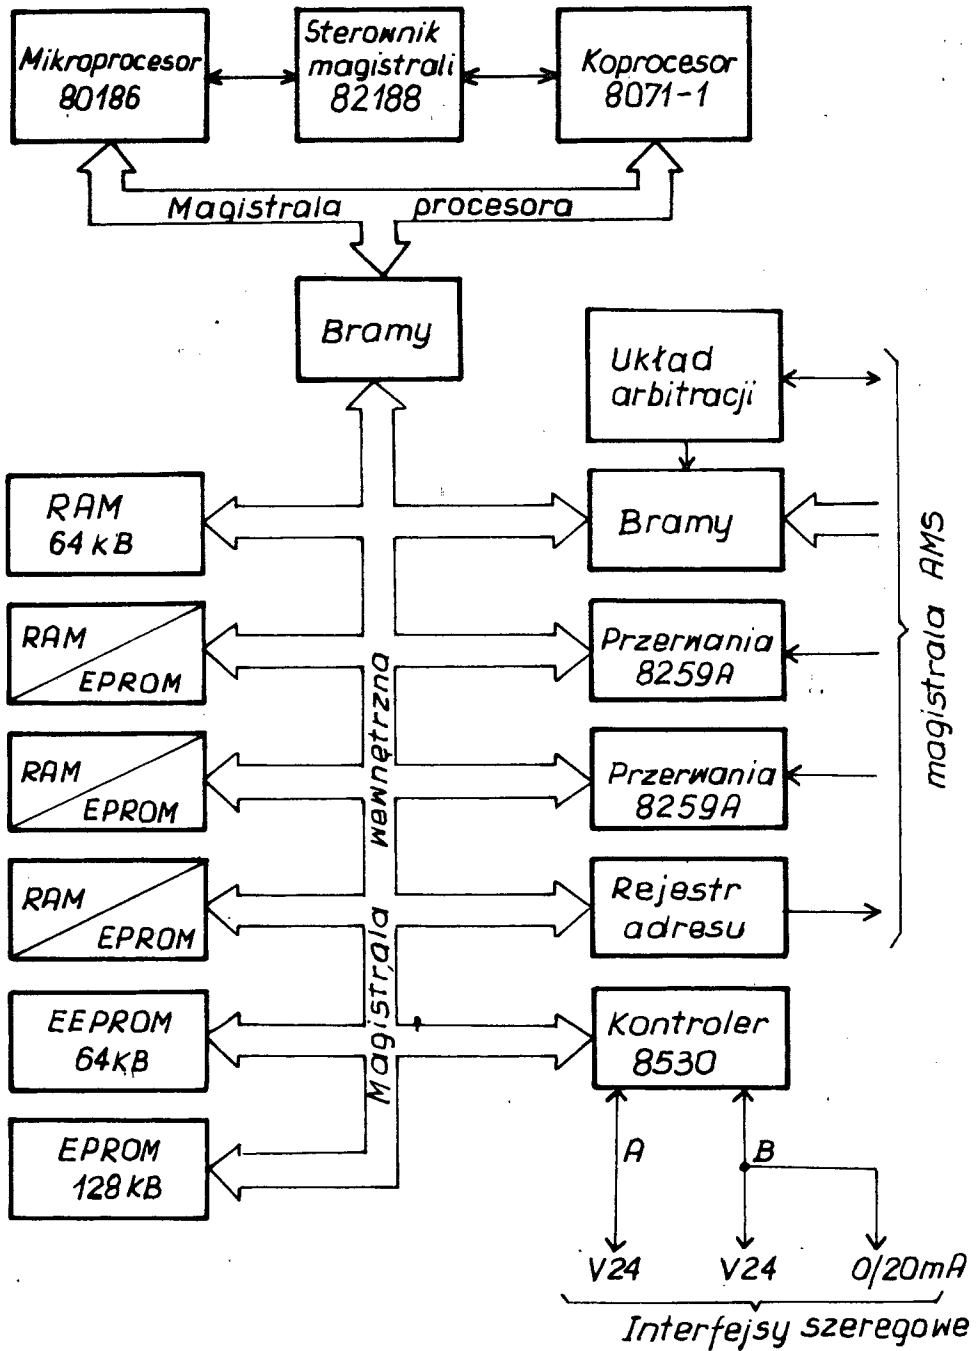 Mikroprocesor
80186
Sterownik
magistrali
82188
Koprocesor
8071-1
Magistrala procesora
Bramy
Układ
arbitracji
RAM
64 kB
Bramy
RAM
EPROM
Przerwania
8259A
RAM
EPROM
Przerwania
8259A
RAM
EPROM
Rejestr
adresu
EEPROM
64KB
Kontroler
8530
EPROM
128KB
Magistrala wewnętrzna
magistrala AMS
A
B
V24
V24
0/20mA
Interfejsy szeregowe